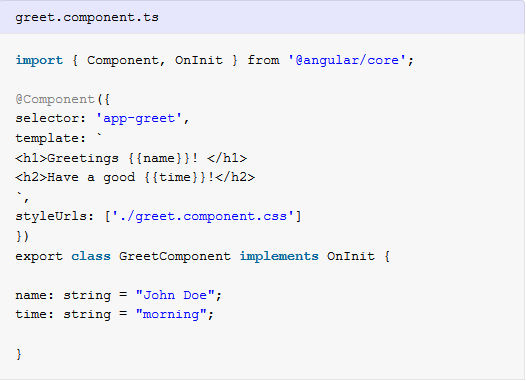 greet.component.ts
import { Component, OnInit } from '@angular/core';
@Component({
selector: 'app-greet',
template: `
<h1>Greetings {{name}}! </h1>
<h2>Have a good {{time}}!</h2>
`,
styleUrls: ['./greet.component.css']
})
export class GreetComponent implements OnInit {
name: string = "John Doe";
time: string = "morning";
}